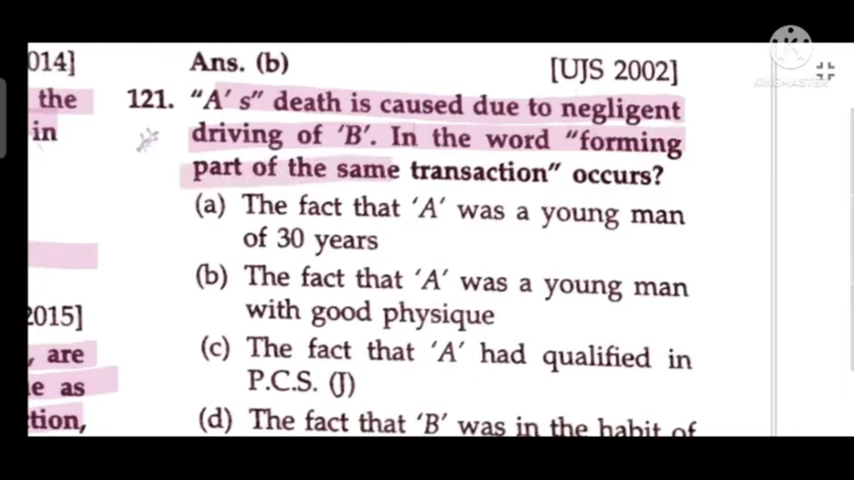 014]
the
in
2015]
, are
e as
tion,
Ans. (b)
[UJS 2002]
121. "A' s" death is caused due to negligent
driving of 'B'. In the word "forming
part of the same transaction" occurs?
(a) The fact that 'A' was a young man
of 30 years
(b) The fact that 'A' was a young man
with good physique
(c) The fact that 'A' had qualified in
P.C.S. (J)
(d) The fact that 'B' was in the habit of
KINEMASTER